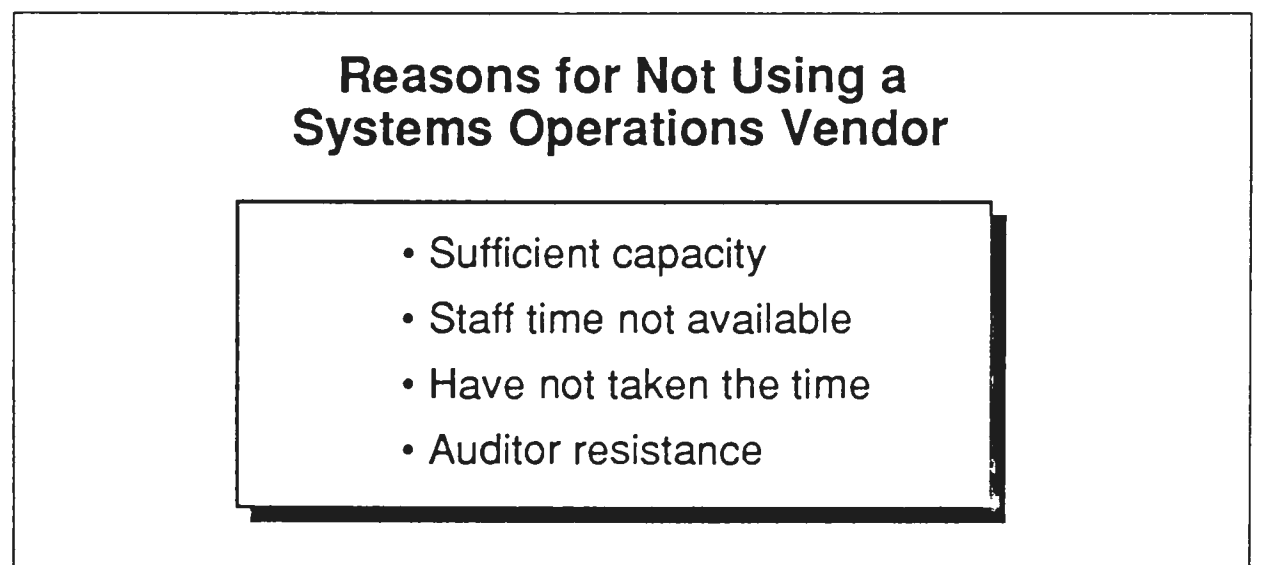 Reasons for Not Using a
Systems Operations Vendor
• Sufficient capacity
• Staff time not available
• Have not taken the time
• Auditor resistance